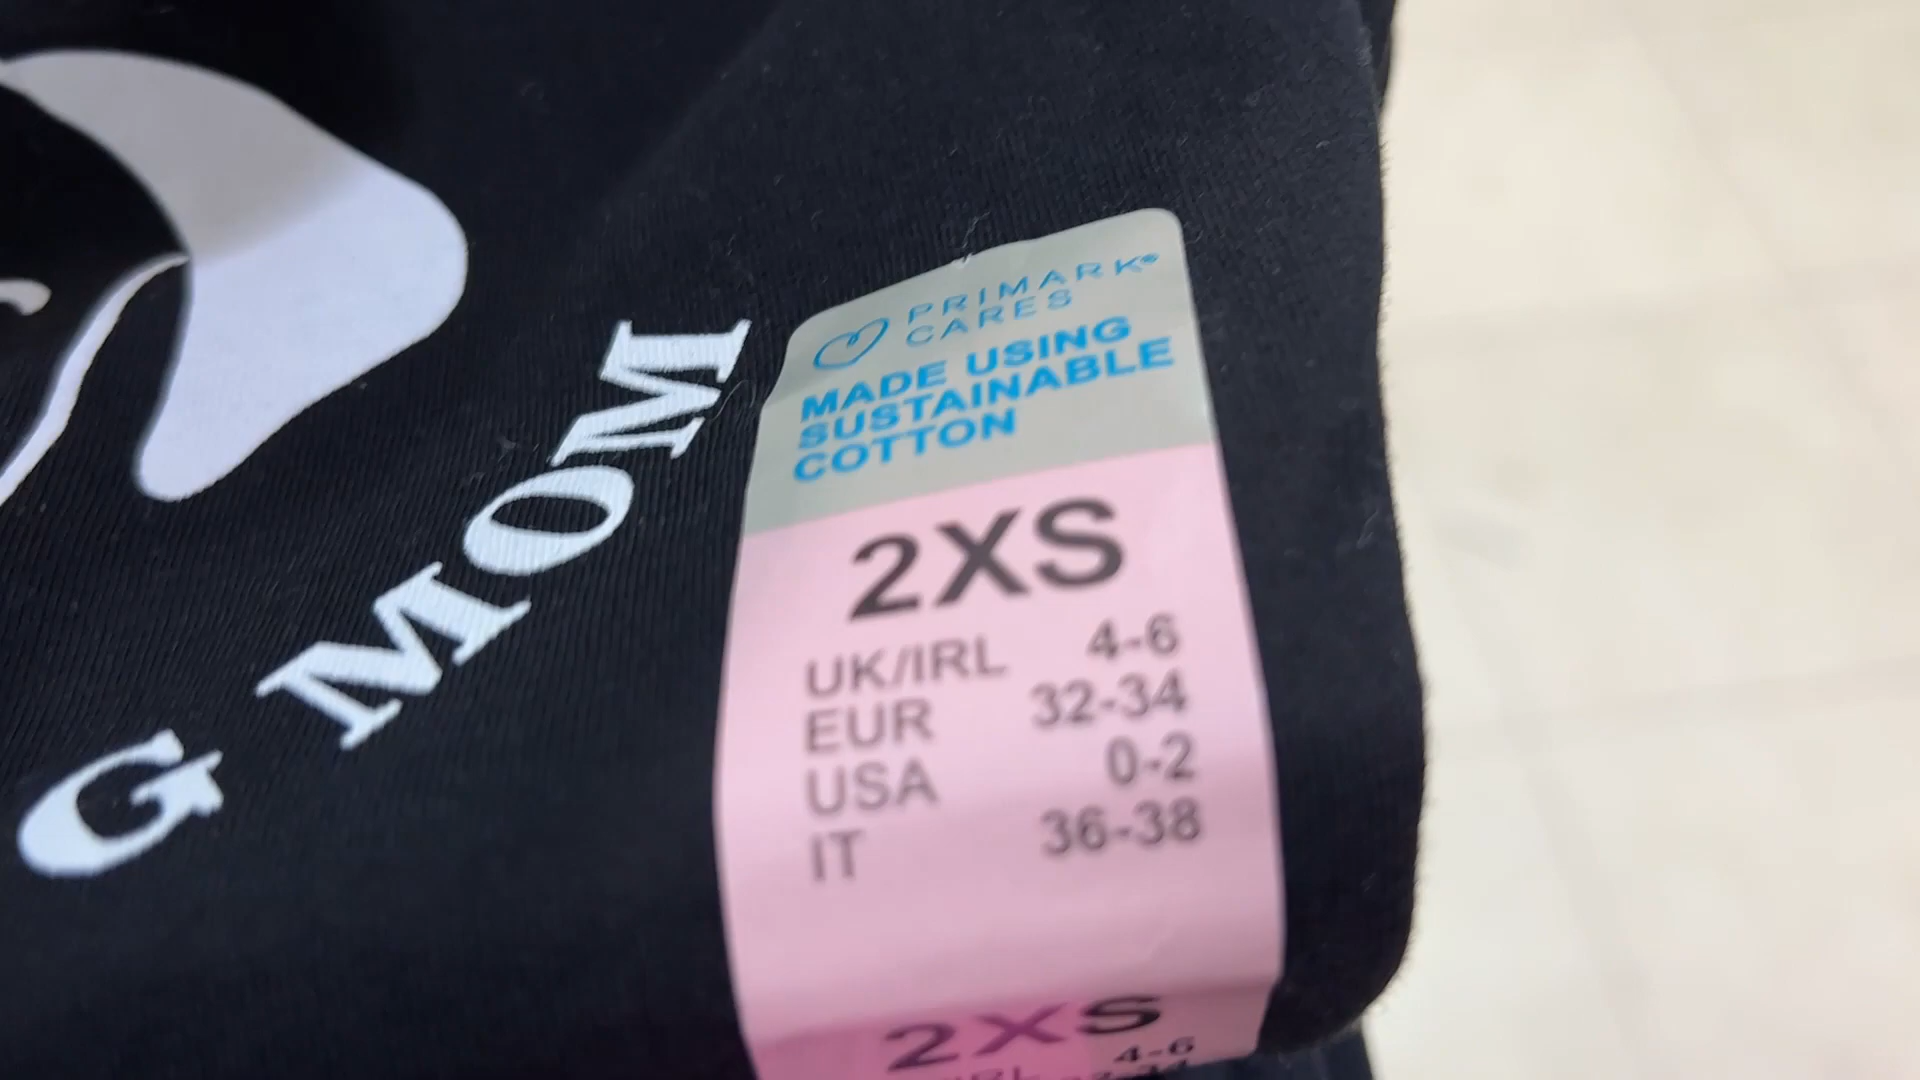 G MOM
PRIMARK®
CARES
MADE USING
SUSTAINABLE
COTTON
2XS
UK/IRL 4-6
EUR 32-34
USA 0-2
IT 36-38
2XS
4-6